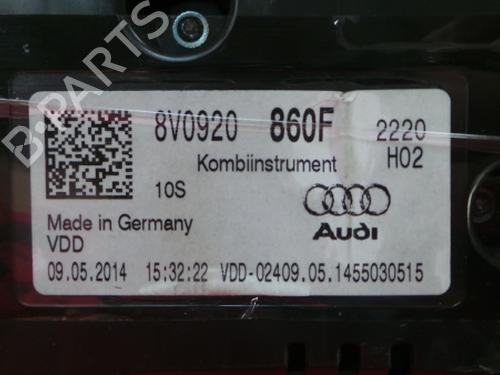 B-PARTS
8V0920 860F 2220
Kombiinstrument H02
10S
Audi
Made in Germany
VDD
09.05.2014 15:32:22 VDD-02409.05.1455030515